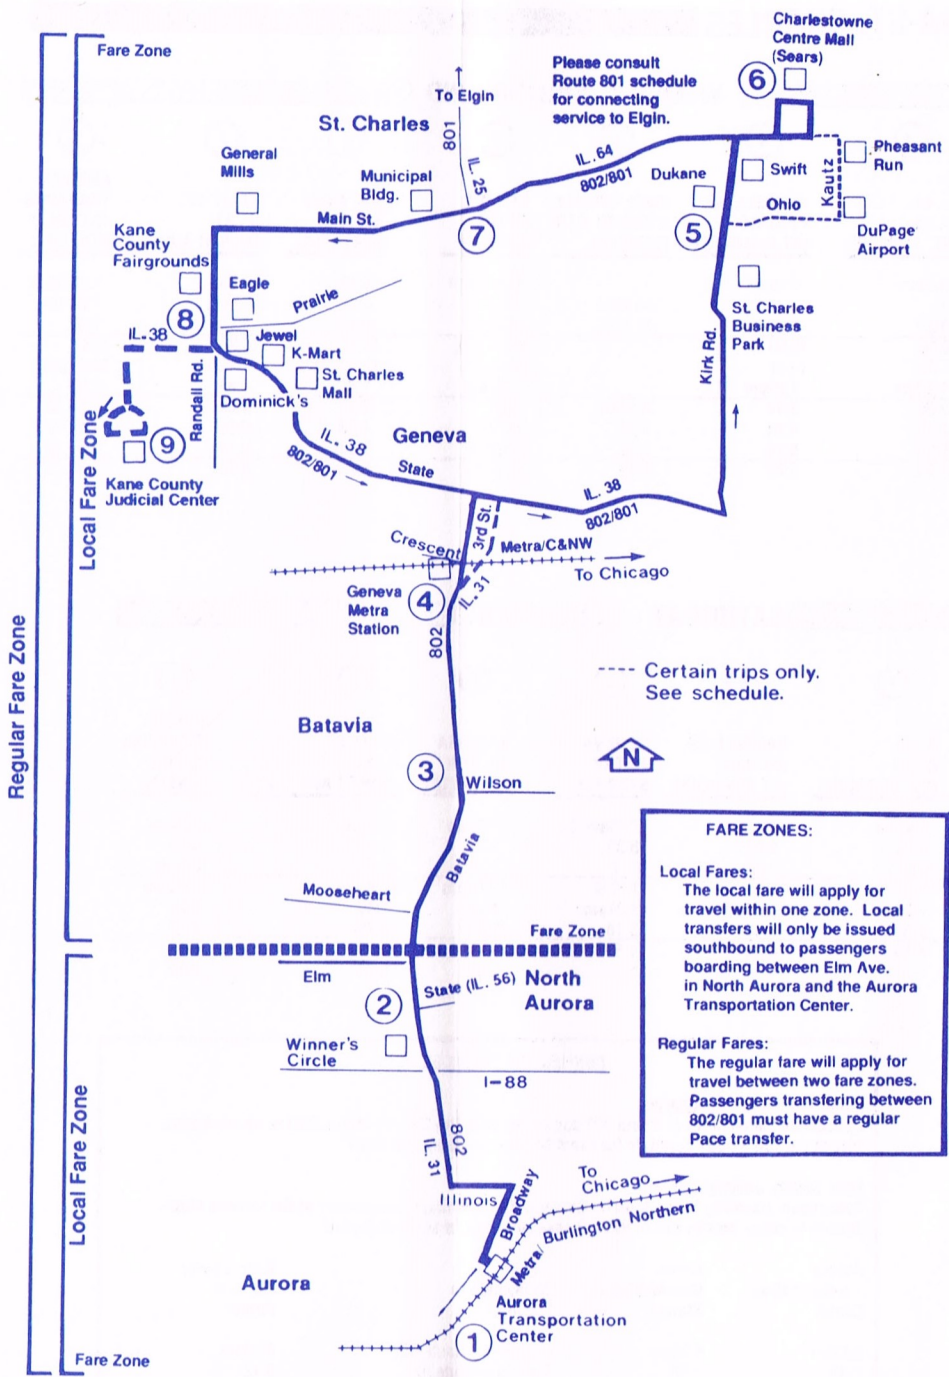 Charlestowne
Centre Mall
(Sears)
6
Fare Zone
Please consult
Route 801 schedule
for connecting
service to Elgin.
To Elgin
801
IL. 25
St. Charles
General
Mills
Municipal
Bldg.
IL. 64
802/801
Dukane
Swift
Kautz
Pheasant
Run
Ohio
DuPage
Airport
Main St.
7
5
Kane
County
Fairgrounds
Eagle
Prairie
8
IL. 38
Jewel
K-Mart
St. Charles
Mall
Dominick's
Randall Rd.
St. Charles
Business
Park
Kirk Rd.
Local Fare Zone
9
Kane County
Judicial Center
Geneva
IL. 38
802/801
State
IL. 38
802/801
3rd St.
Crescent
Metra/C&NW
To Chicago
IL. 31
Geneva
Metra
Station
4
802
Regular Fare Zone
---- Certain trips only.
See schedule.
Batavia
N
3
Wilson
Batavia
Mooseheart
Fare Zone
Elm
State (IL. 56)
North
Aurora
2
Winner's
Circle
I-88
802
IL. 31
Local Fare Zone
FARE ZONES:
Local Fares:
The local fare will apply for
travel within one zone. Local
transfers will only be issued
southbound to passengers
boarding between Elm Ave.
in North Aurora and the Aurora
Transportation Center.
Regular Fares:
The regular fare will apply for
travel between two fare zones.
Passengers transfering between
802/801 must have a regular
Pace transfer.
Illinois
Broadway
To
Chicago
Metra/ Burlington Northern
Aurora
Aurora
Transportation
Center
1
Fare Zone